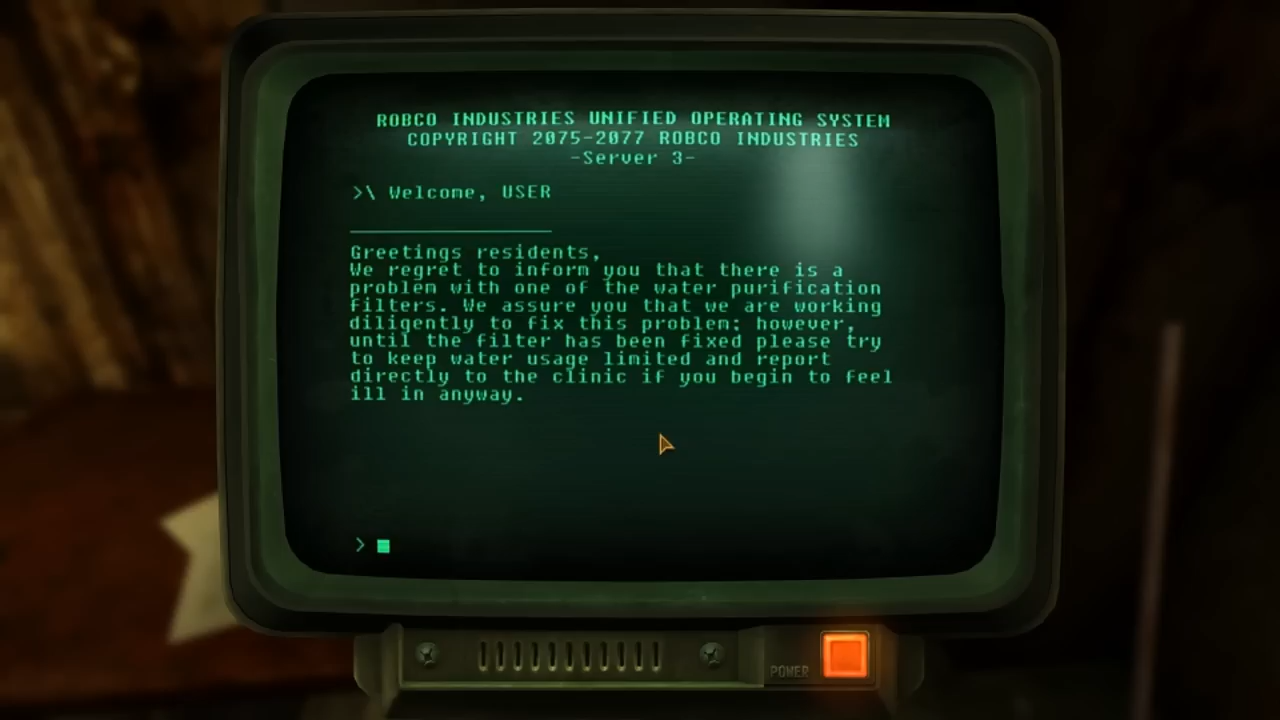 ROBCO INDUSTRIES UNIFIED OPERATING SYSTEM
COPYRIGHT 2075-2077 ROBCO INDUSTRIES
-Server 3-
>\ Welcome, USER
Greetings residents,
We regret to inform you that there is a
problem with one of the water purification
filters. We assure you that we are working
diligently to fix this problem; however,
until the filter has been fixed please try
to keep water usage limited and report
directly to the clinic if you begin to feel
ill in anyway.
>
POWER